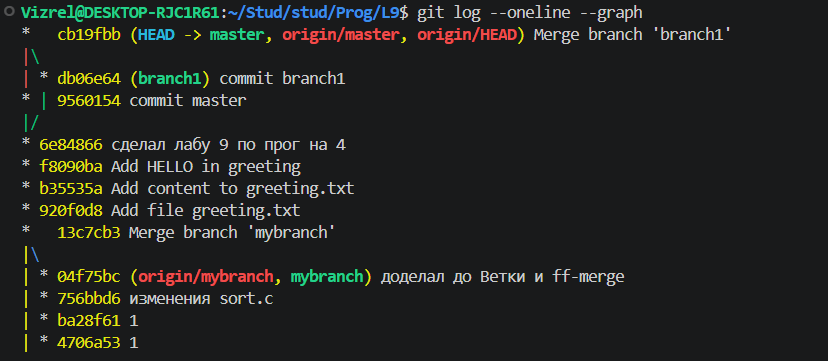 Vizrel@DESKTOP-RJC1R61:~/Stud/stud/Prog/L9$ git log --oneline --graph
*   cb19fbb (HEAD -> master, origin/master, origin/HEAD) Merge branch 'branch1'
|\
| * db06e64 (branch1) commit branch1
* | 9560154 commit master
|/
* 6e84866 сделал лабу 9 по прог на 4
* f8090ba Add HELLO in greeting
* b35535a Add content to greeting.txt
* 920f0d8 Add file greeting.txt
*   13c7cb3 Merge branch 'mybranch'
|\
| * 04f75bc (origin/mybranch, mybranch) доделал до Ветки и ff-merge
| * 756bbd6 изменения sort.c
| * ba28f61 1
| * 4706a53 1